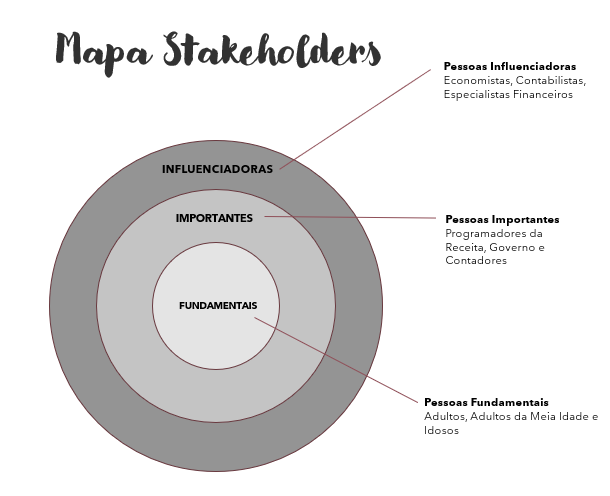 Mapa Stakeholders
Pessoas Influenciadoras
Economistas, Contabilistas,
Especialistas Financeiros
INFLUENCIADORAS
IMPORTANTES
Pessoas Importantes
Programadores da
Receita, Governo e
Contadores
FUNDAMENTAIS
Pessoas Fundamentais
Adultos, Adultos da Meia Idade e
Idosos